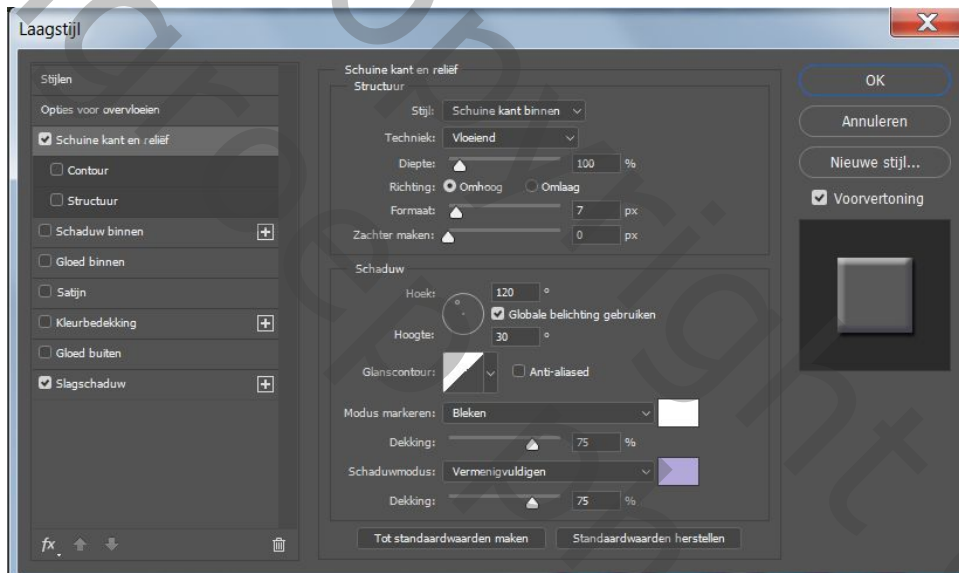 Laagstijl
Stijlen
Opties voor overvloeien
Schuine kant en reliëf
Contour
Structuur
Schaduw binnen
Gloed binnen
Satijn
Kleurbedekking
Gloed buiten
Slagschaduw
fx
Schuine kant en reliëf
Structuur
Stijl: Schuine kant binnen
Techniek: Vloeiend
Diepte: 100 %
Richting: Omhoog Omlaag
Formaat: 7 px
Zachter maken: 0 px
Schaduw
Hoek: 120 °
Globale belichting gebruiken
Hoogte: 30 °
Glanscontour: Anti-aliased
Modus markeren: Bleken
Dekking: 75 %
Schaduwmodus: Vermenigvuldigen
Dekking: 75 %
Tot standaardwaarden maken Standaardwaarden herstellen
OK
Annuleren
Nieuwe stijl...
Voorvertoning